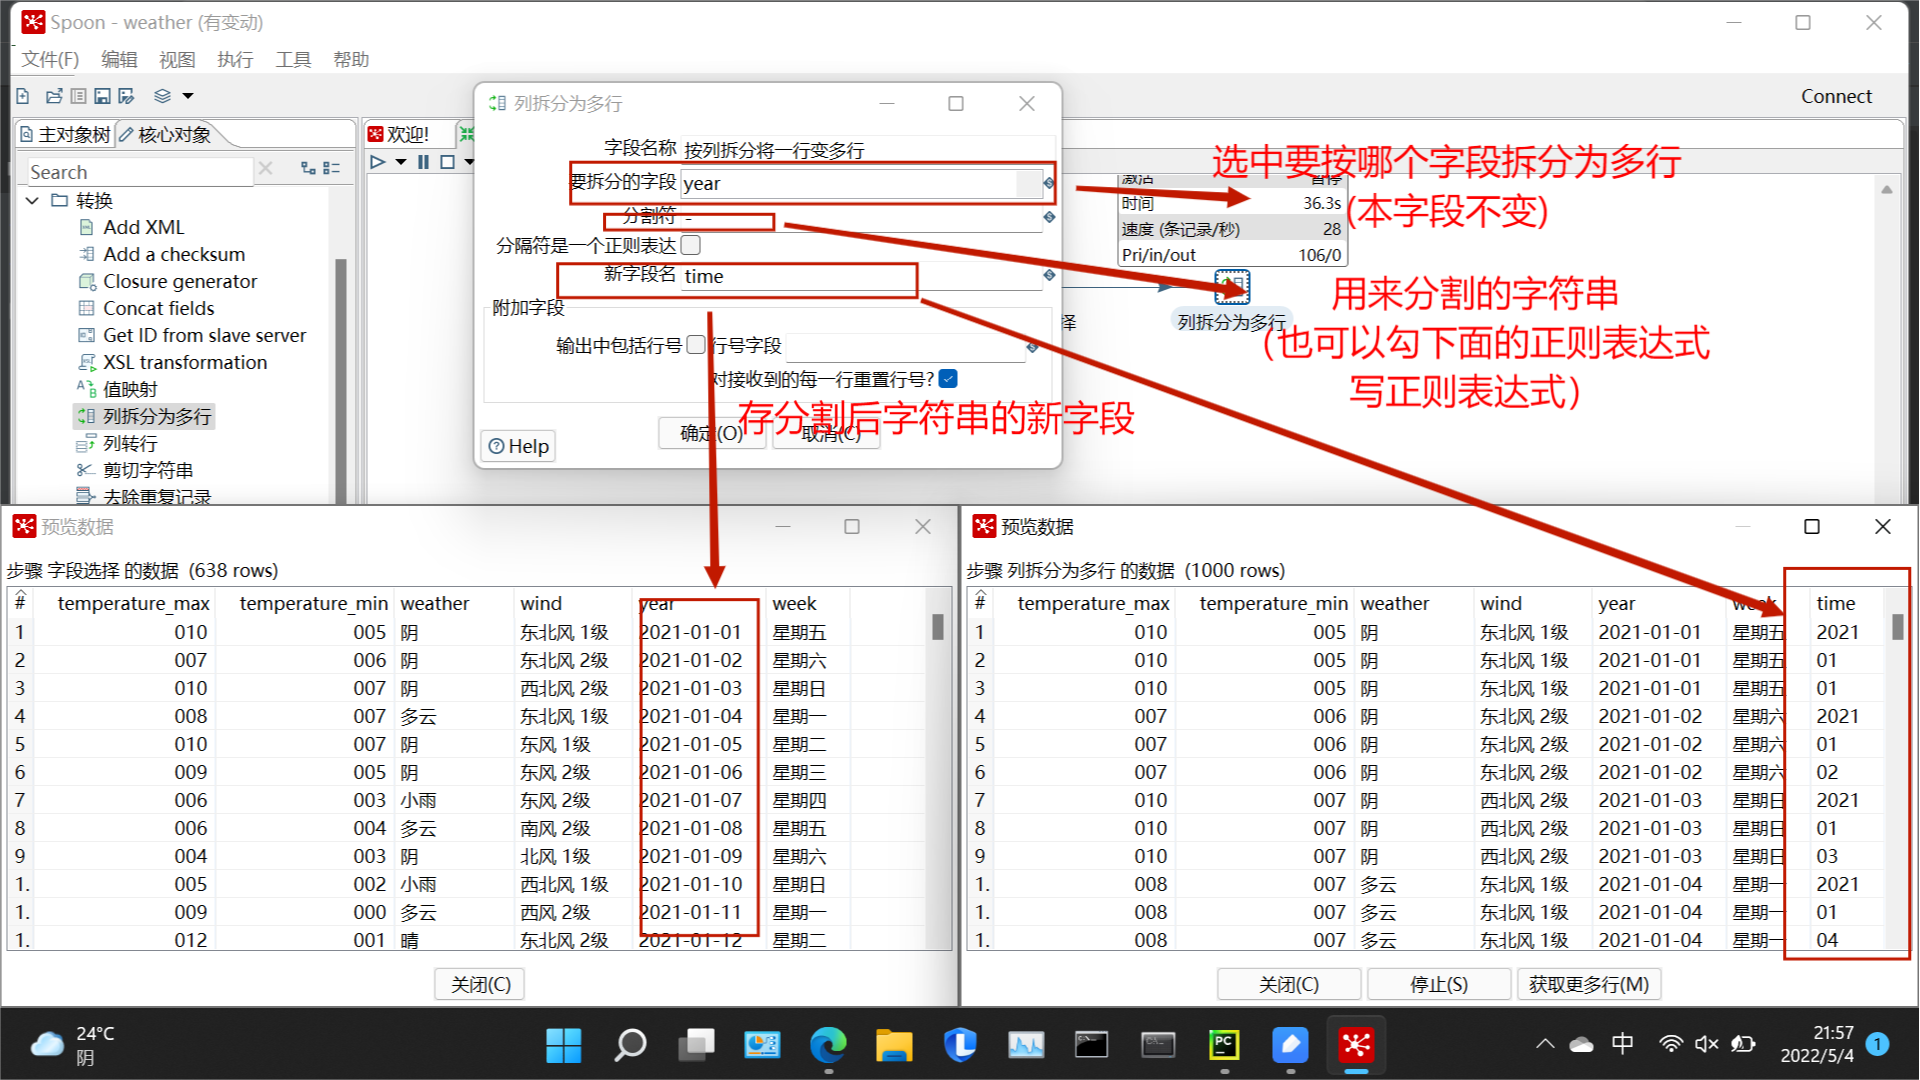 Spoon - weather (有变动)
文件(F) 编辑 视图 执行 工具 帮助
Connect
主对象树 核心对象
Search
转换
Add XML
Add a checksum
Closure generator
Concat fields
Get ID from slave server
XSL transformation
值映射
列拆分为多行
列转行
剪切字符串
去除重复记录
欢迎!
列拆分为多行
字段名称 按列拆分将一行变多行
要拆分的字段 year
分割符 -
分隔符是一个正则表达
新字段名 time
附加字段
输出中包括行号 行号字段
对接收到的每一行重置行号?
确定(O) 取消(C)
Help
激活 暂停
时间 36.3s
速度 (条记录/秒) 28
Pri/in/out 106/0
择
列拆分为多行
选中要按哪个字段拆分为多行
(本字段不变)
用来分割的字符串
(也可以勾下面的正则表达式
写正则表达式)
存分割后字符串的新字段
预览数据
步骤 字段选择 的数据 (638 rows)
# temperature_max temperature_min weather wind year week
1 010 005 阴 东北风 1级 2021-01-01 星期五
2 007 006 阴 东北风 2级 2021-01-02 星期六
3 010 007 阴 西北风 2级 2021-01-03 星期日
4 008 007 多云 东北风 1级 2021-01-04 星期一
5 010 007 阴 东风 1级 2021-01-05 星期二
6 009 005 阴 东风 2级 2021-01-06 星期三
7 006 003 小雨 东风 2级 2021-01-07 星期四
8 006 004 多云 南风 2级 2021-01-08 星期五
9 004 003 阴 北风 1级 2021-01-09 星期六
1. 005 002 小雨 西北风 1级 2021-01-10 星期日
1. 009 000 多云 西风 2级 2021-01-11 星期一
1. 012 001 晴 东北风 2级 2021-01-12 星期二
关闭(C)
预览数据
步骤 列拆分为多行 的数据 (1000 rows)
# temperature_max temperature_min weather wind year week time
1 010 005 阴 东北风 1级 2021-01-01 星期五 2021
2 010 005 阴 东北风 1级 2021-01-01 星期五 01
3 010 005 阴 东北风 1级 2021-01-01 星期五 01
4 007 006 阴 东北风 2级 2021-01-02 星期六 2021
5 007 006 阴 东北风 2级 2021-01-02 星期六 01
6 007 006 阴 东北风 2级 2021-01-02 星期六 02
7 010 007 阴 西北风 2级 2021-01-03 星期日 2021
8 010 007 阴 西北风 2级 2021-01-03 星期日 01
9 010 007 阴 西北风 2级 2021-01-03 星期日 03
1. 008 007 多云 东北风 1级 2021-01-04 星期一 2021
1. 008 007 多云 东北风 1级 2021-01-04 星期一 01
1. 008 007 多云 东北风 1级 2021-01-04 星期一 04
关闭(C) 停止(S) 获取更多行(M)
24°C
阴
PC
中
21:57
2022/5/4
1